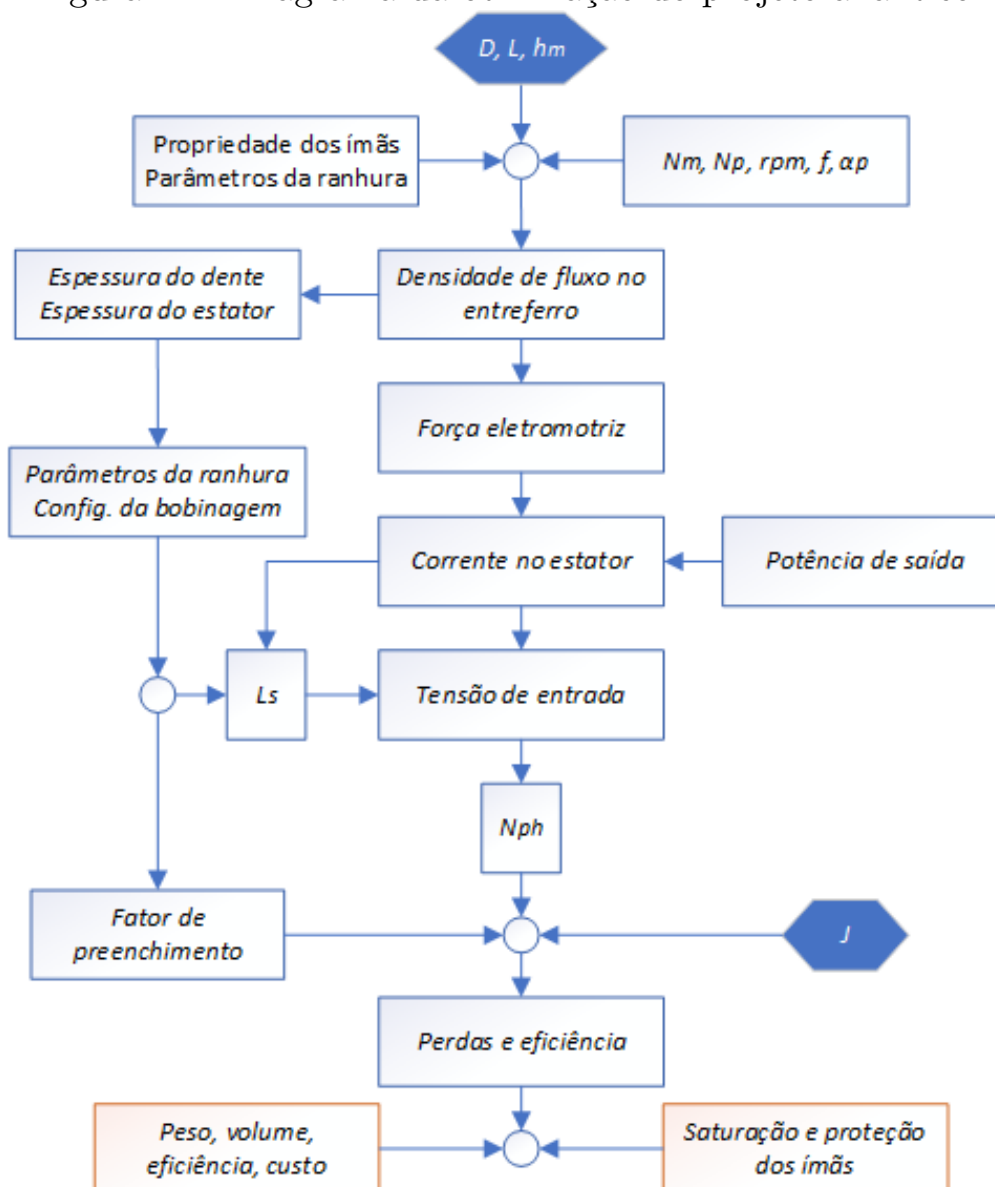 D, L, hm
Propriedade dos ímãs
Parâmetros da ranhura
Nm, Np, rpm, f, αp
Espessura do dente
Espessura do estator
Densidade de fluxo no
entreferro
Força eletromotriz
Parâmetros da ranhura
Config. da bobinagem
Corrente no estator
Potência de saída
Ls
Tensão de entrada
Nph
Fator de
preenchimento
J
Perdas e eficiência
Peso, volume,
eficiência, custo
Saturação e proteção
dos ímãs